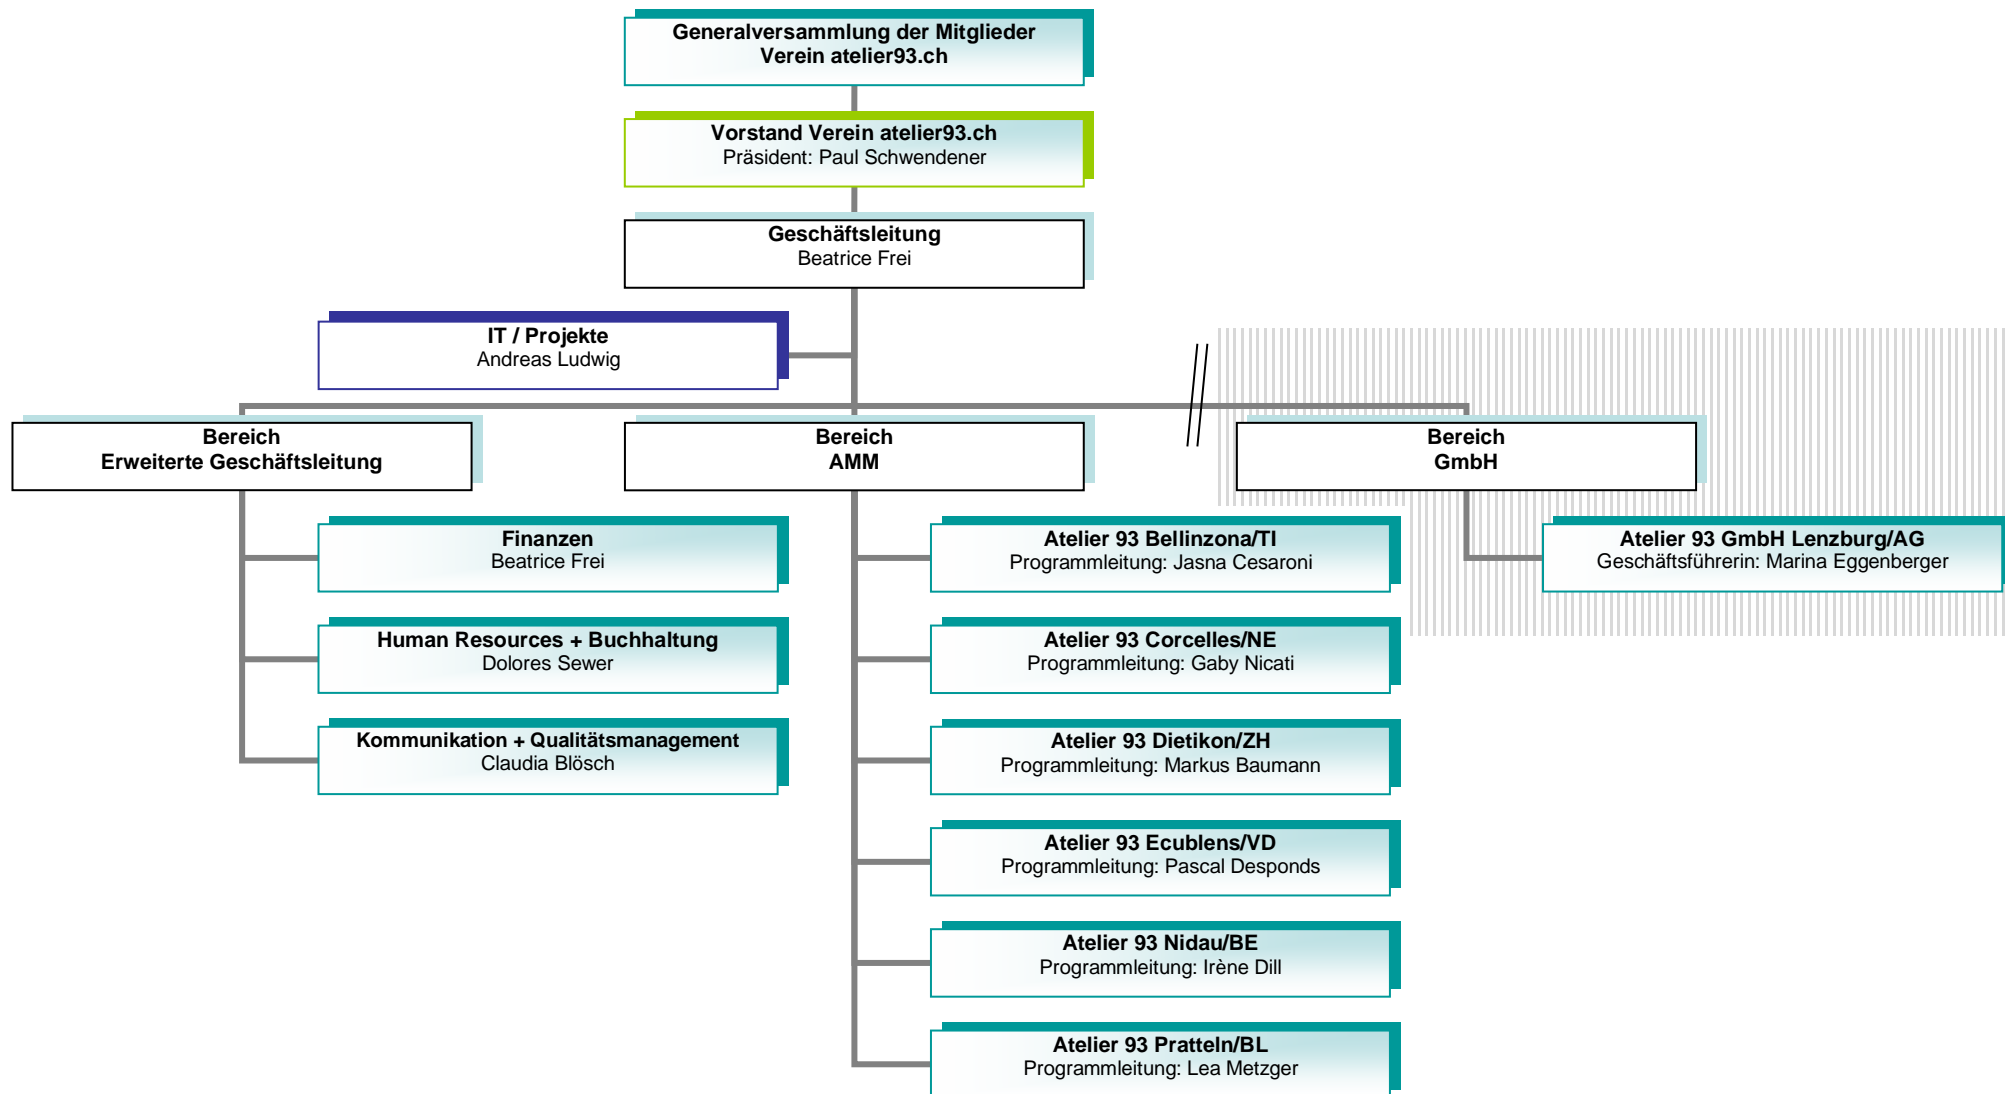 Generalversammlung der Mitglieder
Verein atelier93.ch
Vorstand Verein atelier93.ch
Präsident: Paul Schwendener
Geschäftsleitung
Beatrice Frei
IT / Projekte
Andreas Ludwig
Bereich
Erweiterte Geschäftsleitung
Bereich
AMM
Bereich
GmbH
Finanzen
Beatrice Frei
Human Resources + Buchhaltung
Dolores Sewer
Kommunikation + Qualitätsmanagement
Claudia Blösch
Atelier 93 Bellinzona/TI
Programmleitung: Jasna Cesaroni
Atelier 93 Corcelles/NE
Programmleitung: Gaby Nicati
Atelier 93 Dietikon/ZH
Programmleitung: Markus Baumann
Atelier 93 Ecublens/VD
Programmleitung: Pascal Desponds
Atelier 93 Nidau/BE
Programmleitung: Irène Dill
Atelier 93 Pratteln/BL
Programmleitung: Lea Metzger
Atelier 93 GmbH Lenzburg/AG
Geschäftsführerin: Marina Eggenberger